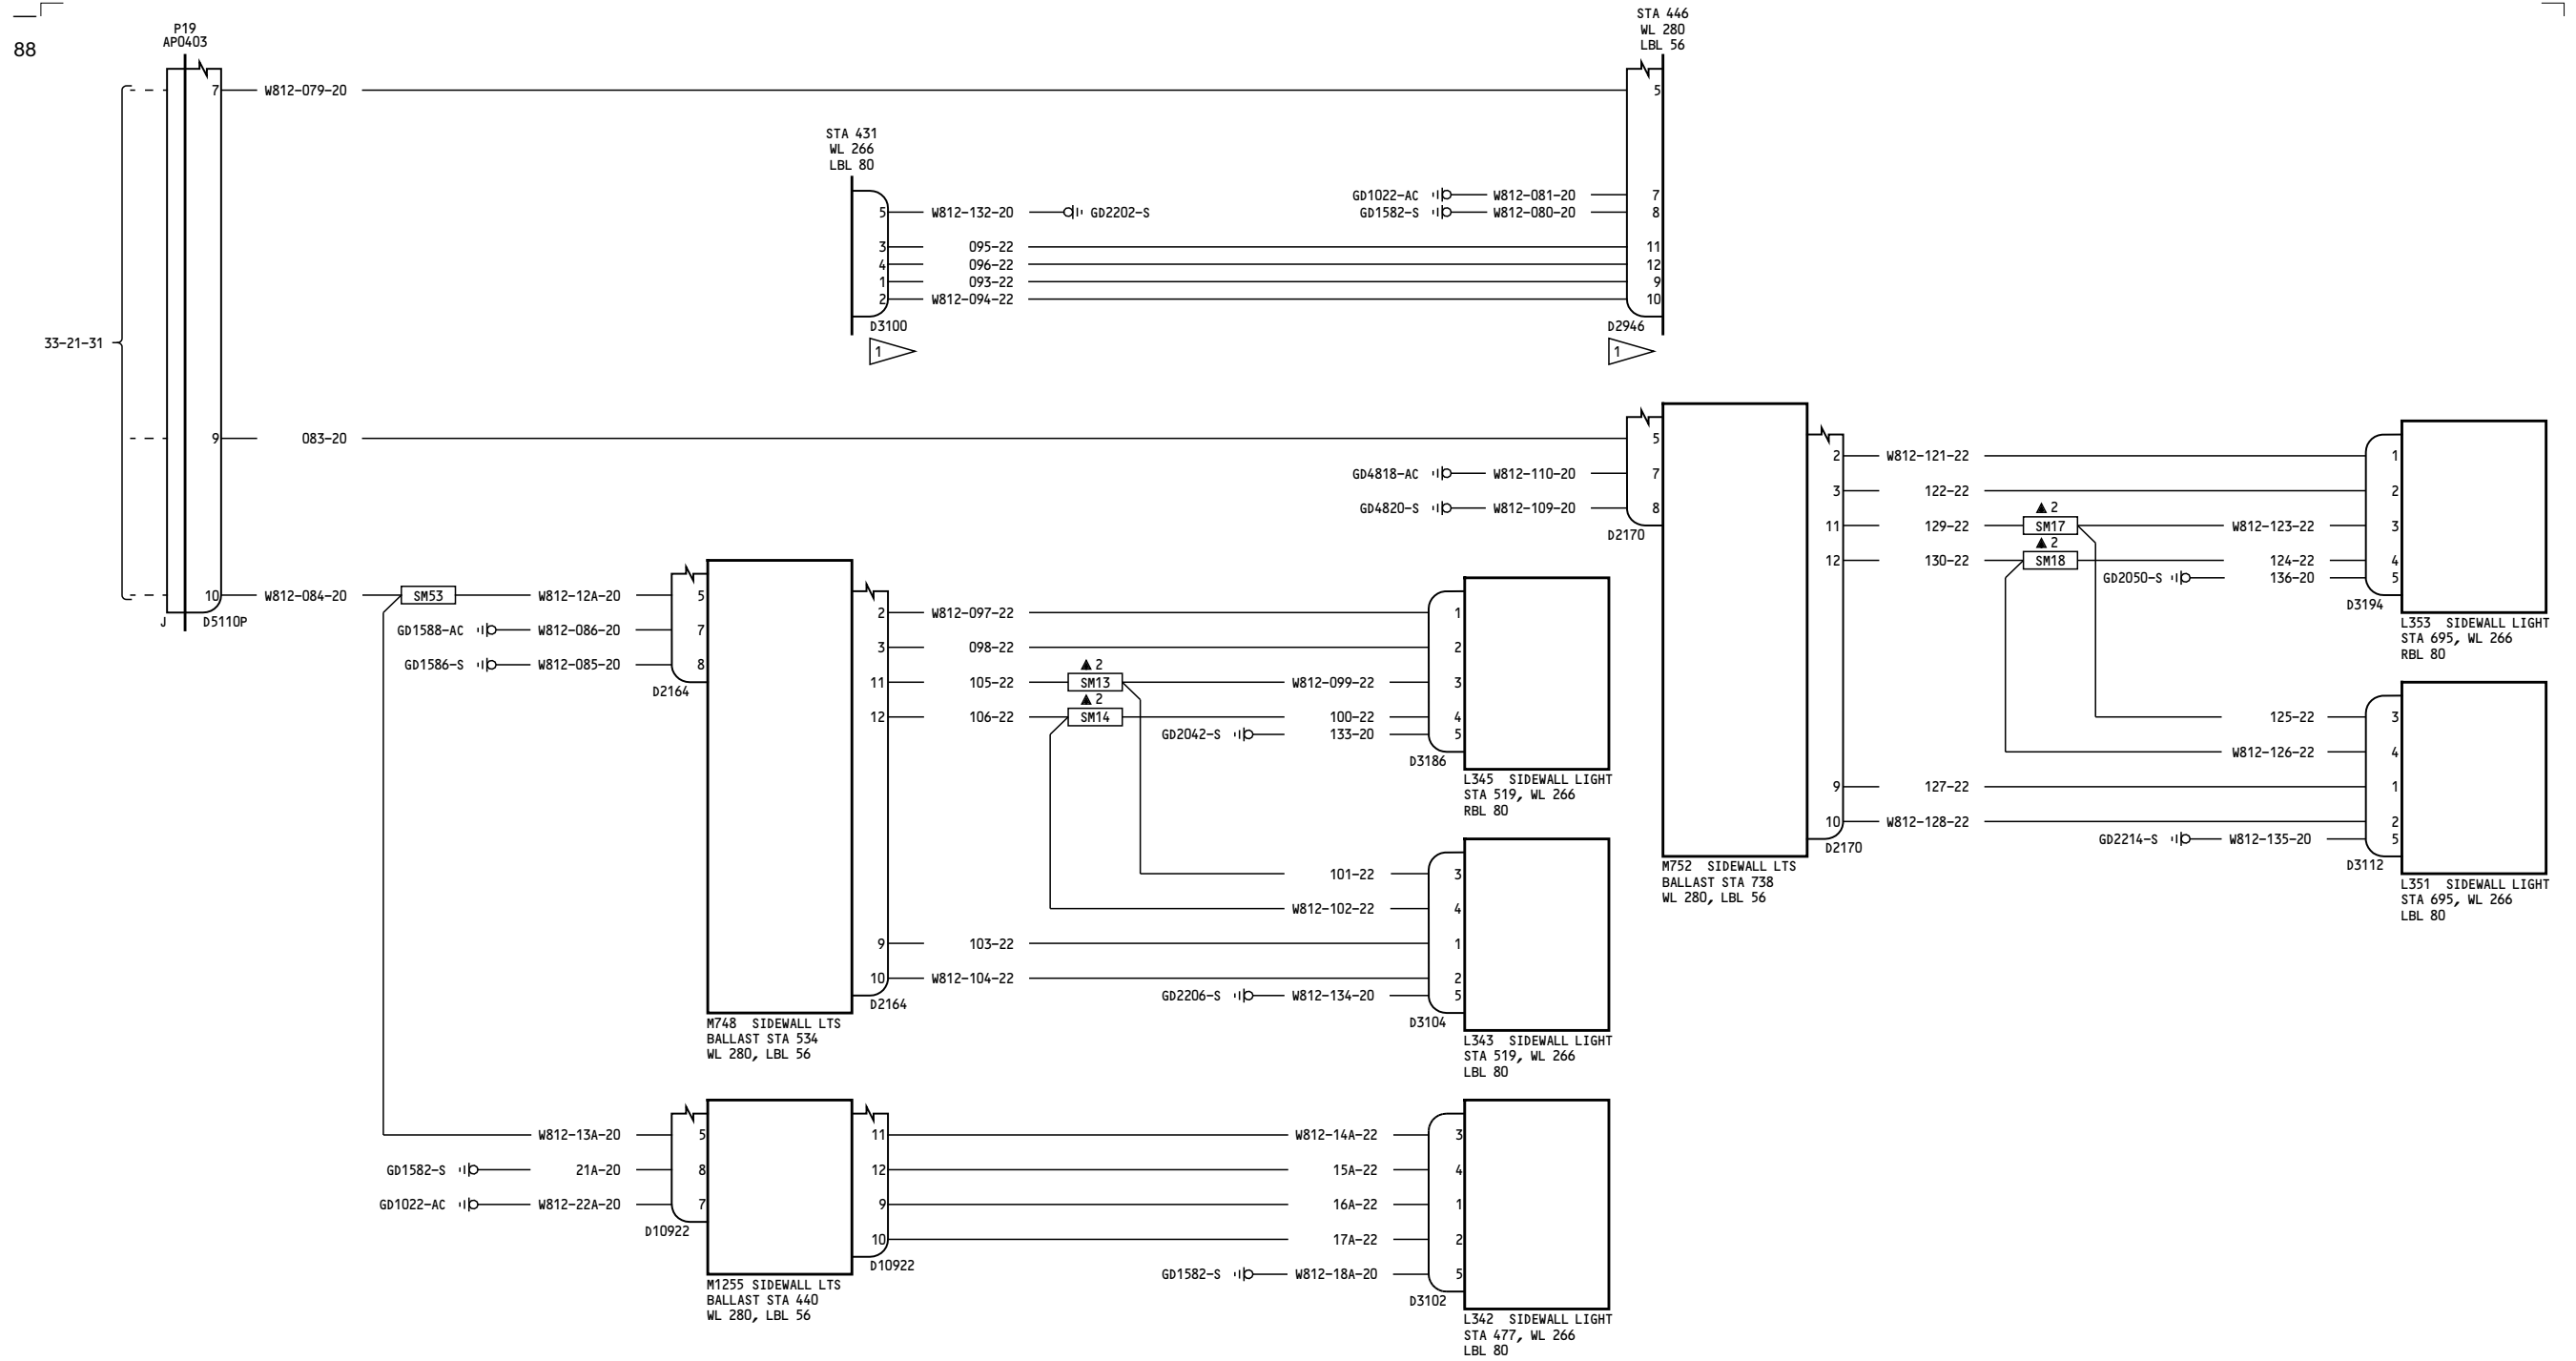 88
P19
AP0403
STA 446
WL 280
LBL 56
7 W812-079-20 5
STA 431
WL 266
LBL 80
GD1022-AC W812-081-20 7
5 W812-132-20 GD2202-S GD1582-S W812-080-20 8
3 095-22 11
4 096-22 12
1 093-22 9
2 W812-094-22 10
D3100 D2946
1 1
33-21-31
9 083-20 5
GD4818-AC W812-110-20 7
GD4820-S W812-109-20 8
D2170
2 W812-121-22 1
3 122-22 2
▲ 2
11 129-22 SM17 W812-123-22 3
▲ 2
12 130-22 SM18 124-22 4
GD2050-S 136-20 5
D3194
L353 SIDEWALL LIGHT
STA 695, WL 266
RBL 80
125-22 3
W812-126-22 4
9 127-22 1
10 W812-128-22 2
GD2214-S W812-135-20 5
D2170
D3112
M752 SIDEWALL LTS
BALLAST STA 738
WL 280, LBL 56
L351 SIDEWALL LIGHT
STA 695, WL 266
LBL 80
10 W812-084-20 SM53 W812-12A-20 5
J D5110P
GD1588-AC W812-086-20 7
GD1586-S W812-085-20 8
D2164
2 W812-097-22 1
3 098-22 2
▲ 2
11 105-22 SM13 W812-099-22 3
▲ 2
12 106-22 SM14 100-22 4
GD2042-S 133-20 5
D3186
L345 SIDEWALL LIGHT
STA 519, WL 266
RBL 80
101-22 3
W812-102-22 4
9 103-22 1
10 W812-104-22 2
GD2206-S W812-134-20 5
D2164
D3104
M748 SIDEWALL LTS
BALLAST STA 534
WL 280, LBL 56
L343 SIDEWALL LIGHT
STA 519, WL 266
LBL 80
W812-13A-20 5 11 W812-14A-22 3
GD1582-S 21A-20 8 12 15A-22 4
GD1022-AC W812-22A-20 7 9 16A-22 1
D10922 10 17A-22 2
D10922
GD1582-S W812-18A-20 5
D3102
M1255 SIDEWALL LTS
BALLAST STA 440
WL 280, LBL 56
L342 SIDEWALL LIGHT
STA 477, WL 266
LBL 80